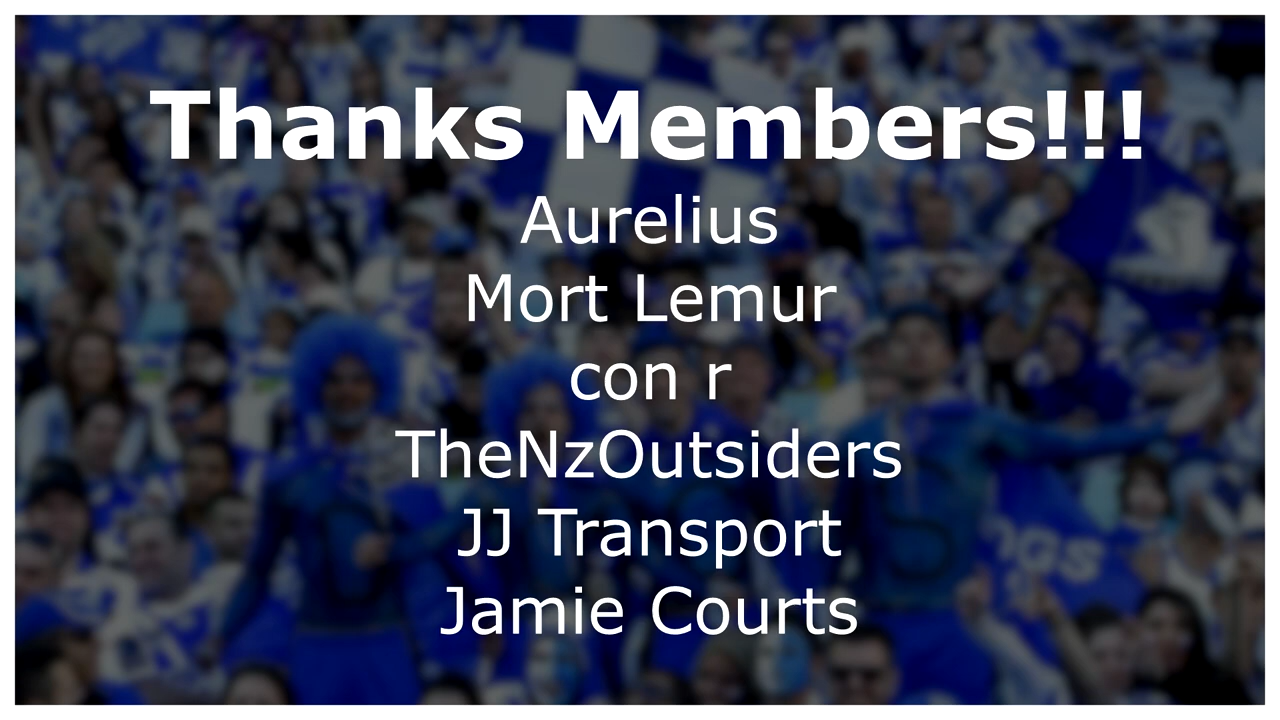 Thanks Members!!!
Aurelius
Mort Lemur
con r
TheNzOutsiders
JJ Transport
Jamie Courts